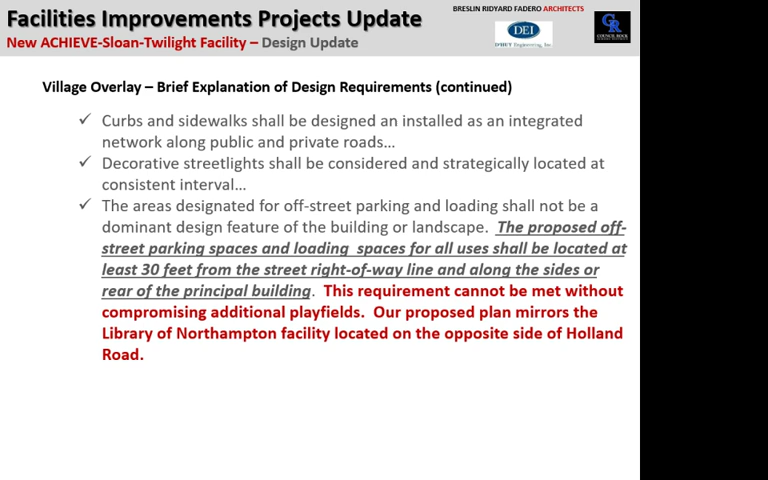 Facilities Improvements Projects Update
BRESLIN RIDYARD FADERO ARCHITECTS
New ACHIEVE-Sloan-Twilight Facility – Design Update
DEI
D'HUY Engineering, Inc
CR
COUNCIL ROCK
Village Overlay – Brief Explanation of Design Requirements (continued)
✓ Curbs and sidewalks shall be designed an installed as an integrated
network along public and private roads…
✓ Decorative streetlights shall be considered and strategically located at
consistent interval…
✓ The areas designated for off-street parking and loading shall not be a
dominant design feature of the building or landscape. The proposed off-
street parking spaces and loading spaces for all uses shall be located at
least 30 feet from the street right-of-way line and along the sides or
rear of the principal building. This requirement cannot be met without
compromising additional playfields. Our proposed plan mirrors the
Library of Northampton facility located on the opposite side of Holland
Road.